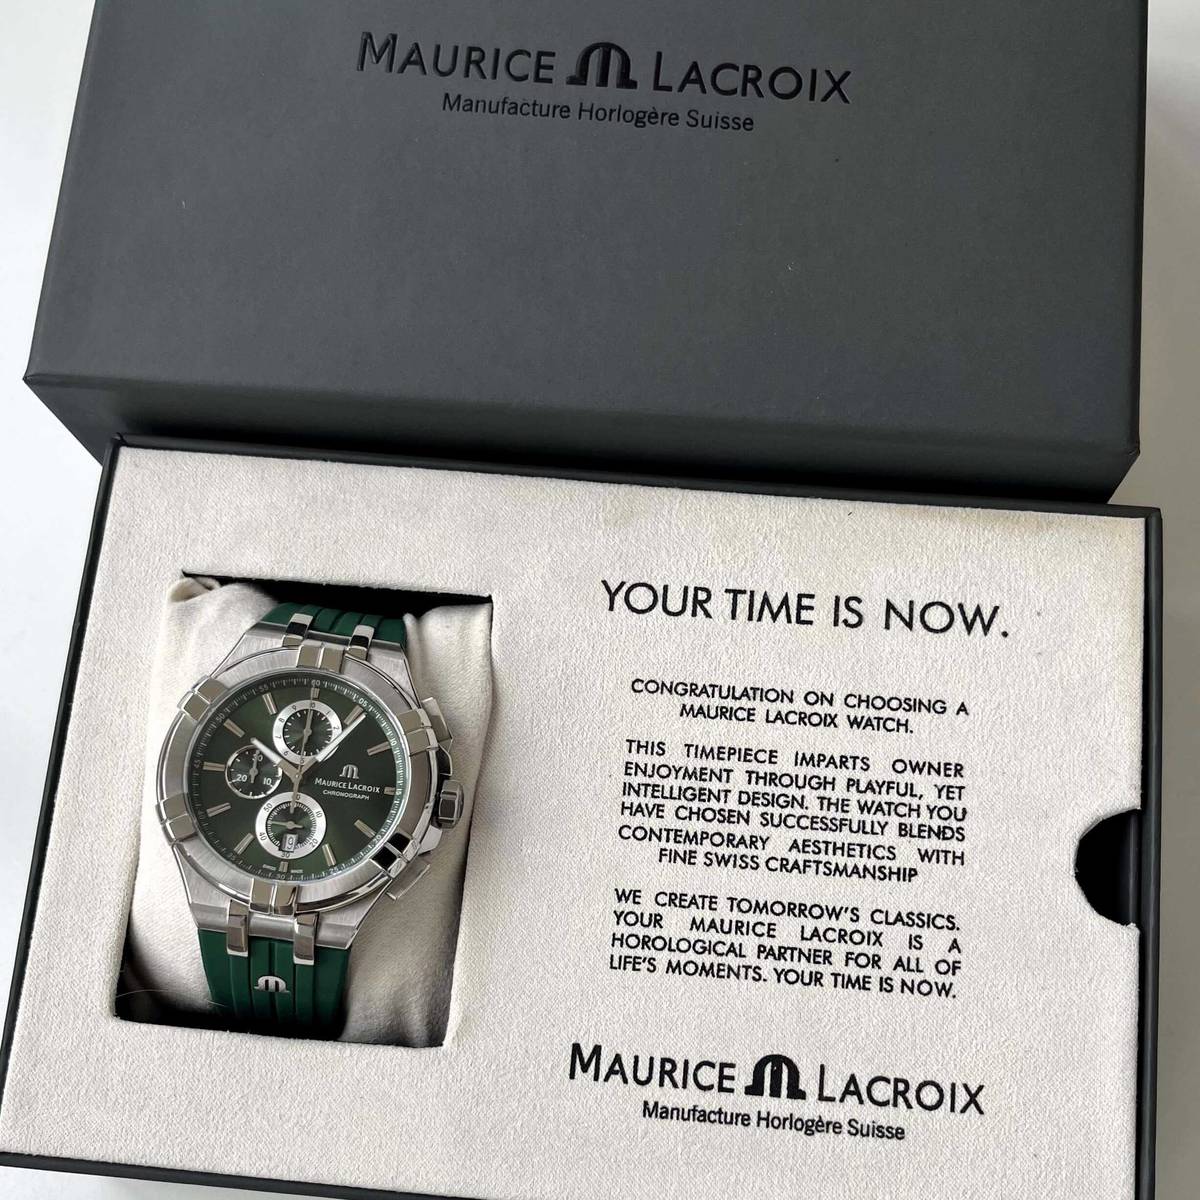 MAURICE LACROIX
Manufacture Horlogère Suisse
YOUR TIME IS NOW.
CONGRATULATION ON CHOOSING A
MAURICE LACROIX WATCH.
THIS TIMEPIECE IMPARTS OWNER
ENJOYMENT THROUGH PLAYFUL, YET
INTELLIGENT DESIGN. THE WATCH YOU
HAVE CHOSEN SUCCESSFULLY BLENDS
CONTEMPORARY AESTHETICS WITH
FINE SWISS CRAFTSMANSHIP
WE CREATE TOMORROW'S CLASSICS.
YOUR MAURICE LACROIX IS A
HOROLOGICAL PARTNER FOR ALL OF
LIFE'S MOMENTS. YOUR TIME IS NOW.
MAURICE LACROIX
Manufacture Horlogère Suisse
MAURICE LACROIX
CHRONOGRAPH